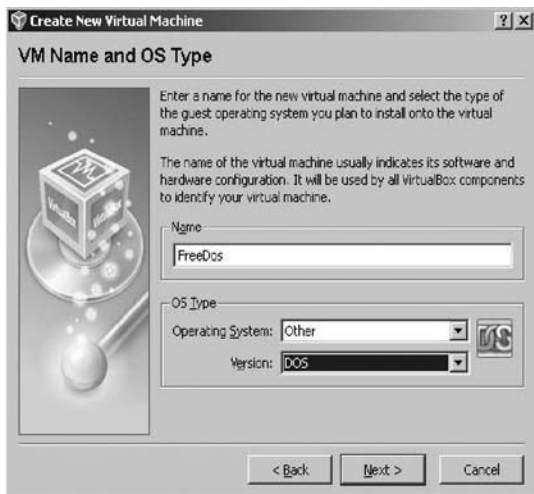 Create New Virtual Machine
VM Name and OS Type
Enter a name for the new virtual machine and select the type of
the guest operating system you plan to install onto the virtual
machine.
The name of the virtual machine usually indicates its software and
hardware configuration. It will be used by all VirtualBox components
to identify your virtual machine.
Name
FreeDos
OS Type
Operating System: Other
Version: DOS
< Back
Next >
Cancel
VirtualBox